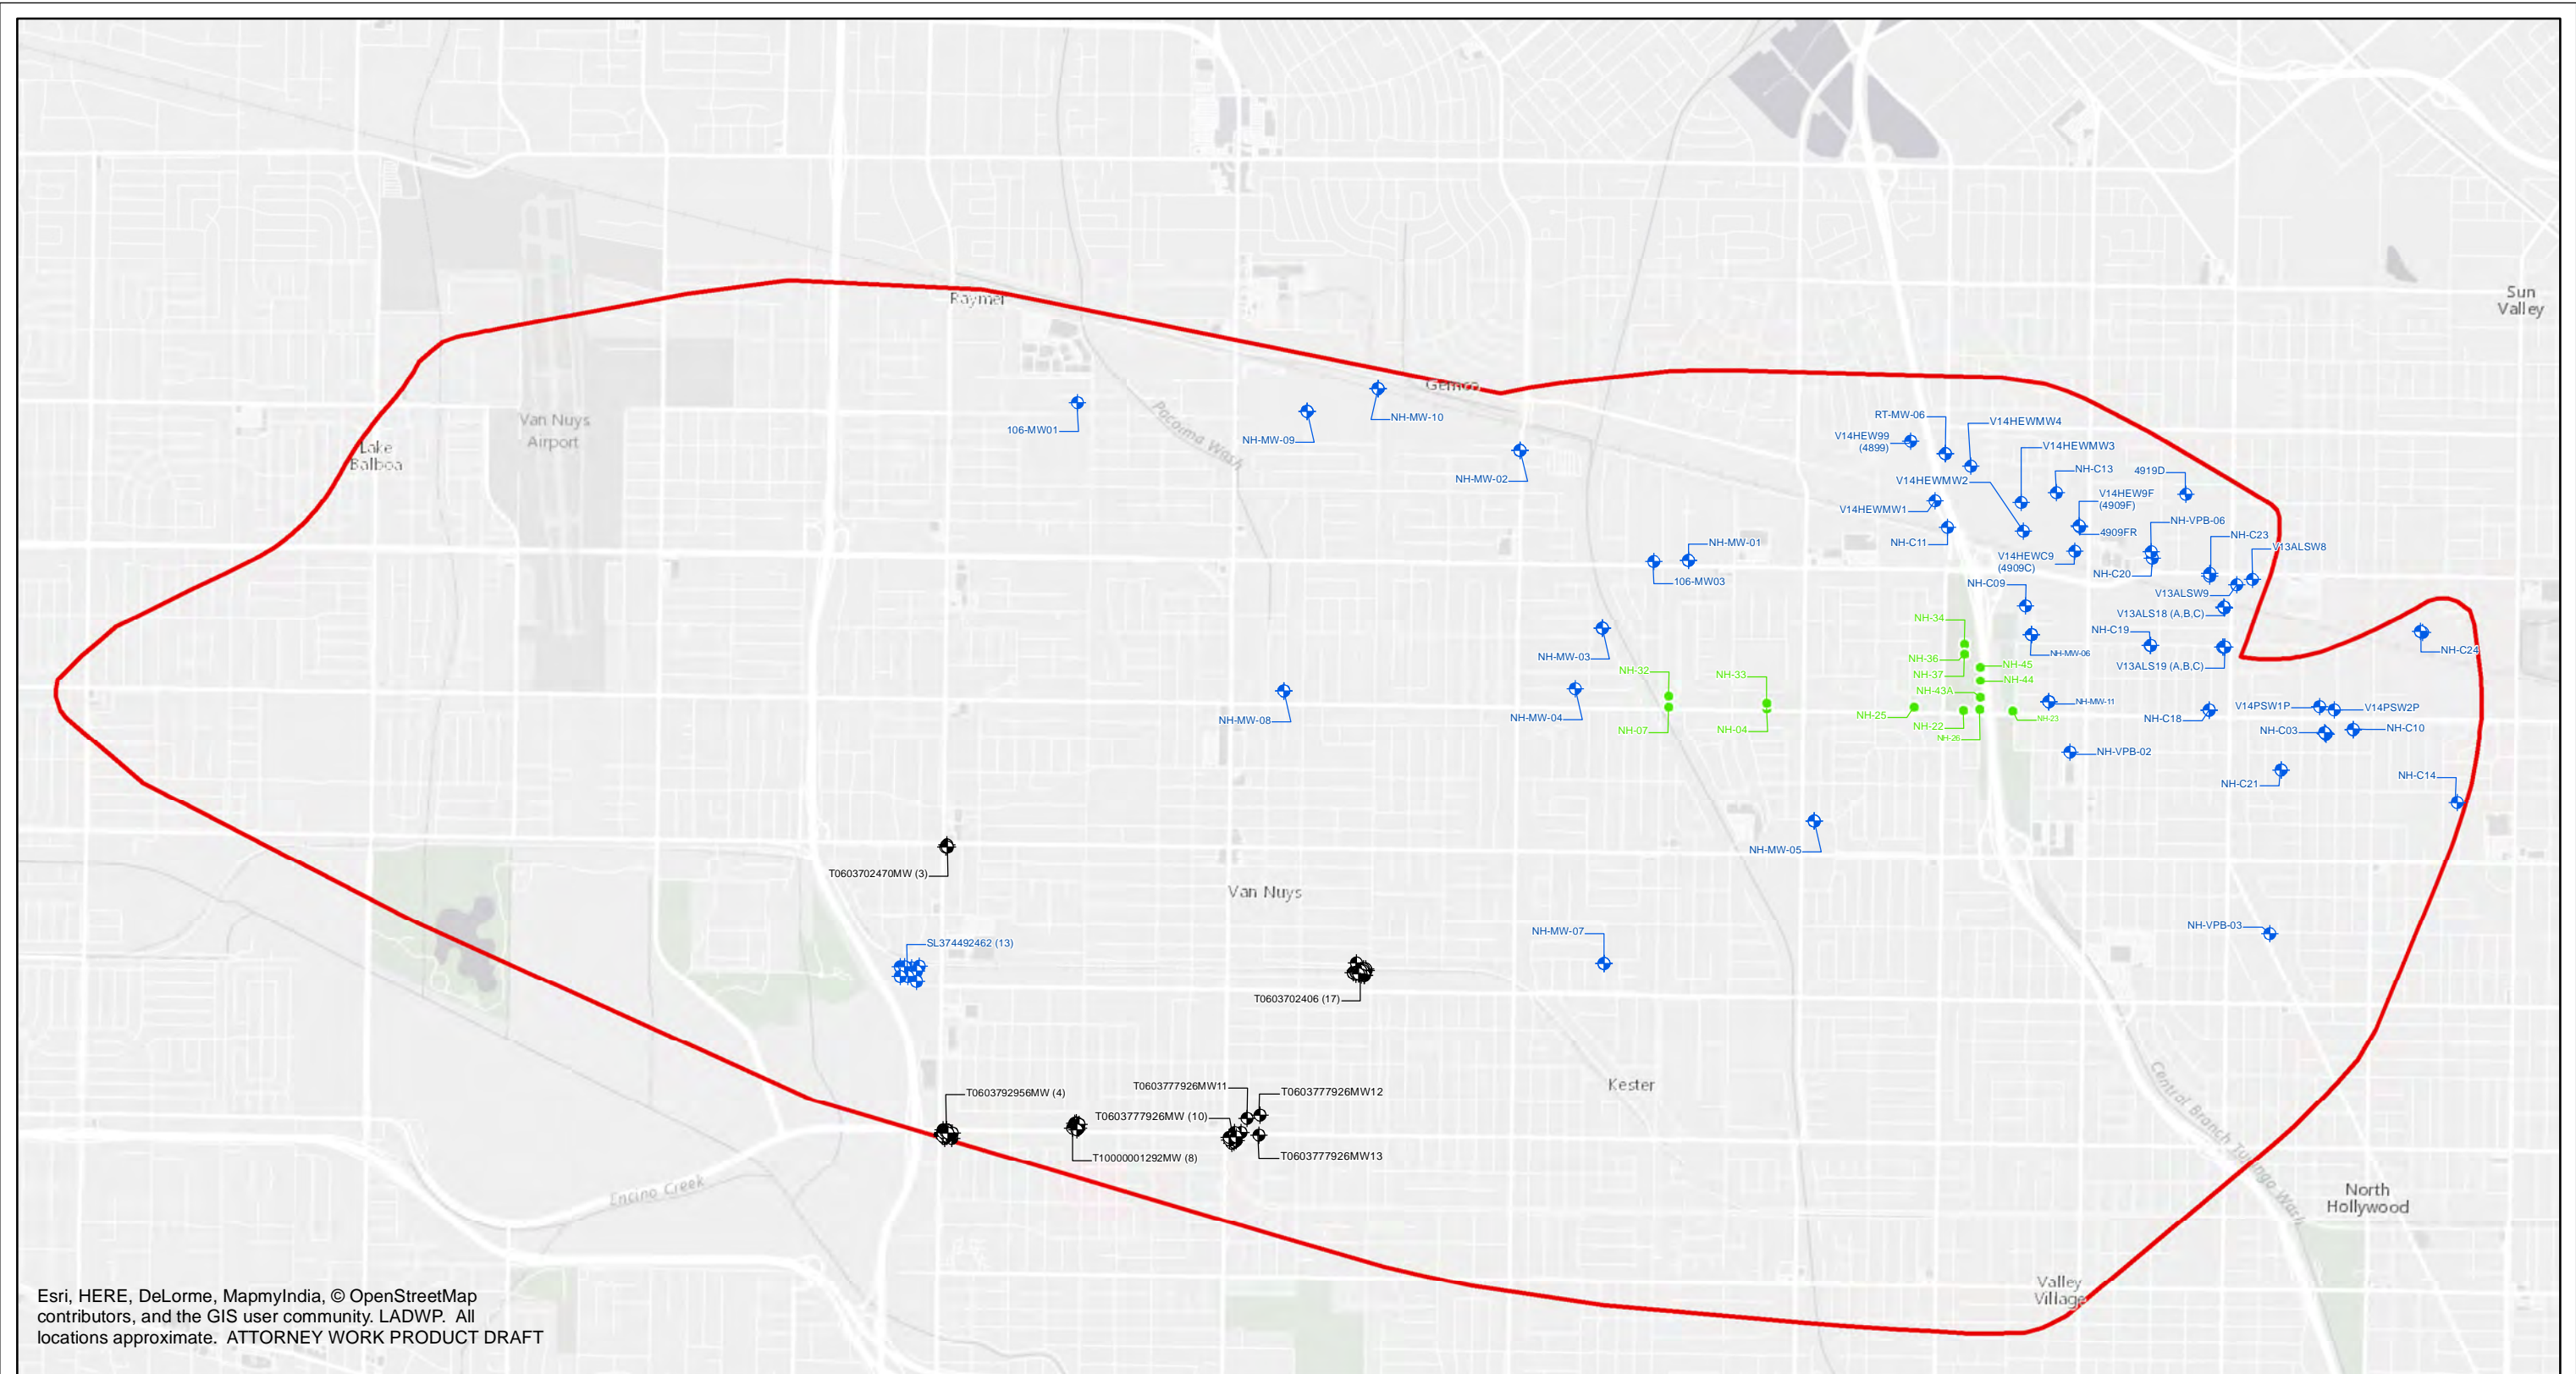 Sun
Valley
Raymer
Gemco
Van Nuys
Airport
Lake
Balboa
Pacoima Wash
106-MW01
NH-MW-09
NH-MW-10
NH-MW-02
RT-MW-06
V14HEWMW4
V14HEW99
(4899)
V14HEWMW3
NH-C13
4919D
V14HEWMW2
V14HEW9F
(4909F)
V14HEWMW1
NH-VPB-06
4909FR
NH-C23
NH-C11
V13ALSW8
NH-MW-01
V14HEWC9
(4909C)
NH-C20
106-MW03
NH-C09
V13ALSW9
V13ALS18 (A,B,C)
NH-34
NH-C19
NH-MW-03
NH-36
NH-MW-06
NH-C24
NH-45
V13ALS19 (A,B,C)
NH-32
NH-33
NH-37
NH-44
NH-43A
NH-MW-11
V14PSW1P
V14PSW2P
NH-MW-08
NH-MW-04
NH-25
NH-23
NH-C18
NH-07
NH-04
NH-22
NH-26
NH-C03
NH-C10
NH-VPB-02
NH-C14
NH-C21
NH-MW-05
T0603702470MW (3)
Van Nuys
NH-VPB-03
NH-MW-07
SL374492462 (13)
T0603702406 (17)
Kester
T0603792956MW (4)
T0603777926MW11
T0603777926MW12
T0603777926MW (10)
T10000001292MW (8)
T0603777926MW13
Central Branch Tujunga Wash
Encino Creek
North
Hollywood
Valley
Village
Esri, HERE, DeLorme, MapmyIndia, © OpenStreetMap
contributors, and the GIS user community. LADWP.  All
locations approximate.  ATTORNEY WORK PRODUCT DRAFT